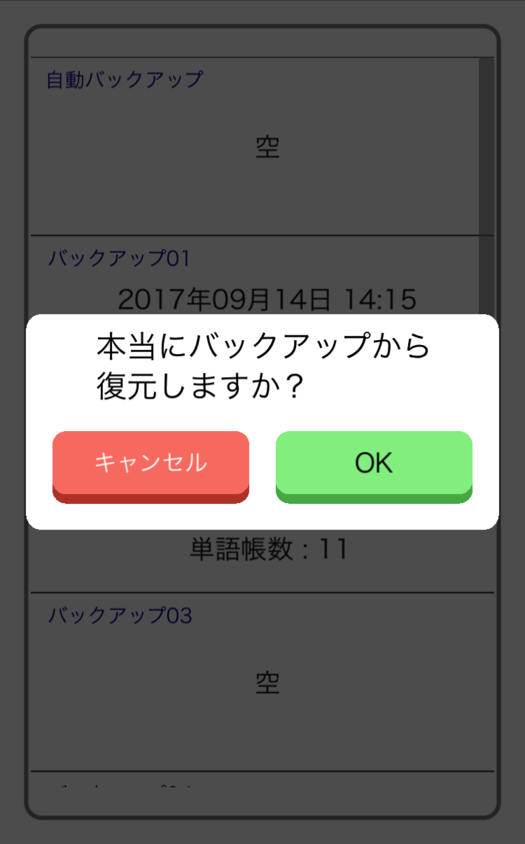 自動バックアップ
空
バックアップ01
2017年09月14日 14:15
本当にバックアップから
復元しますか？
キャンセル
OK
単語帳数 : 11
バックアップ03
空